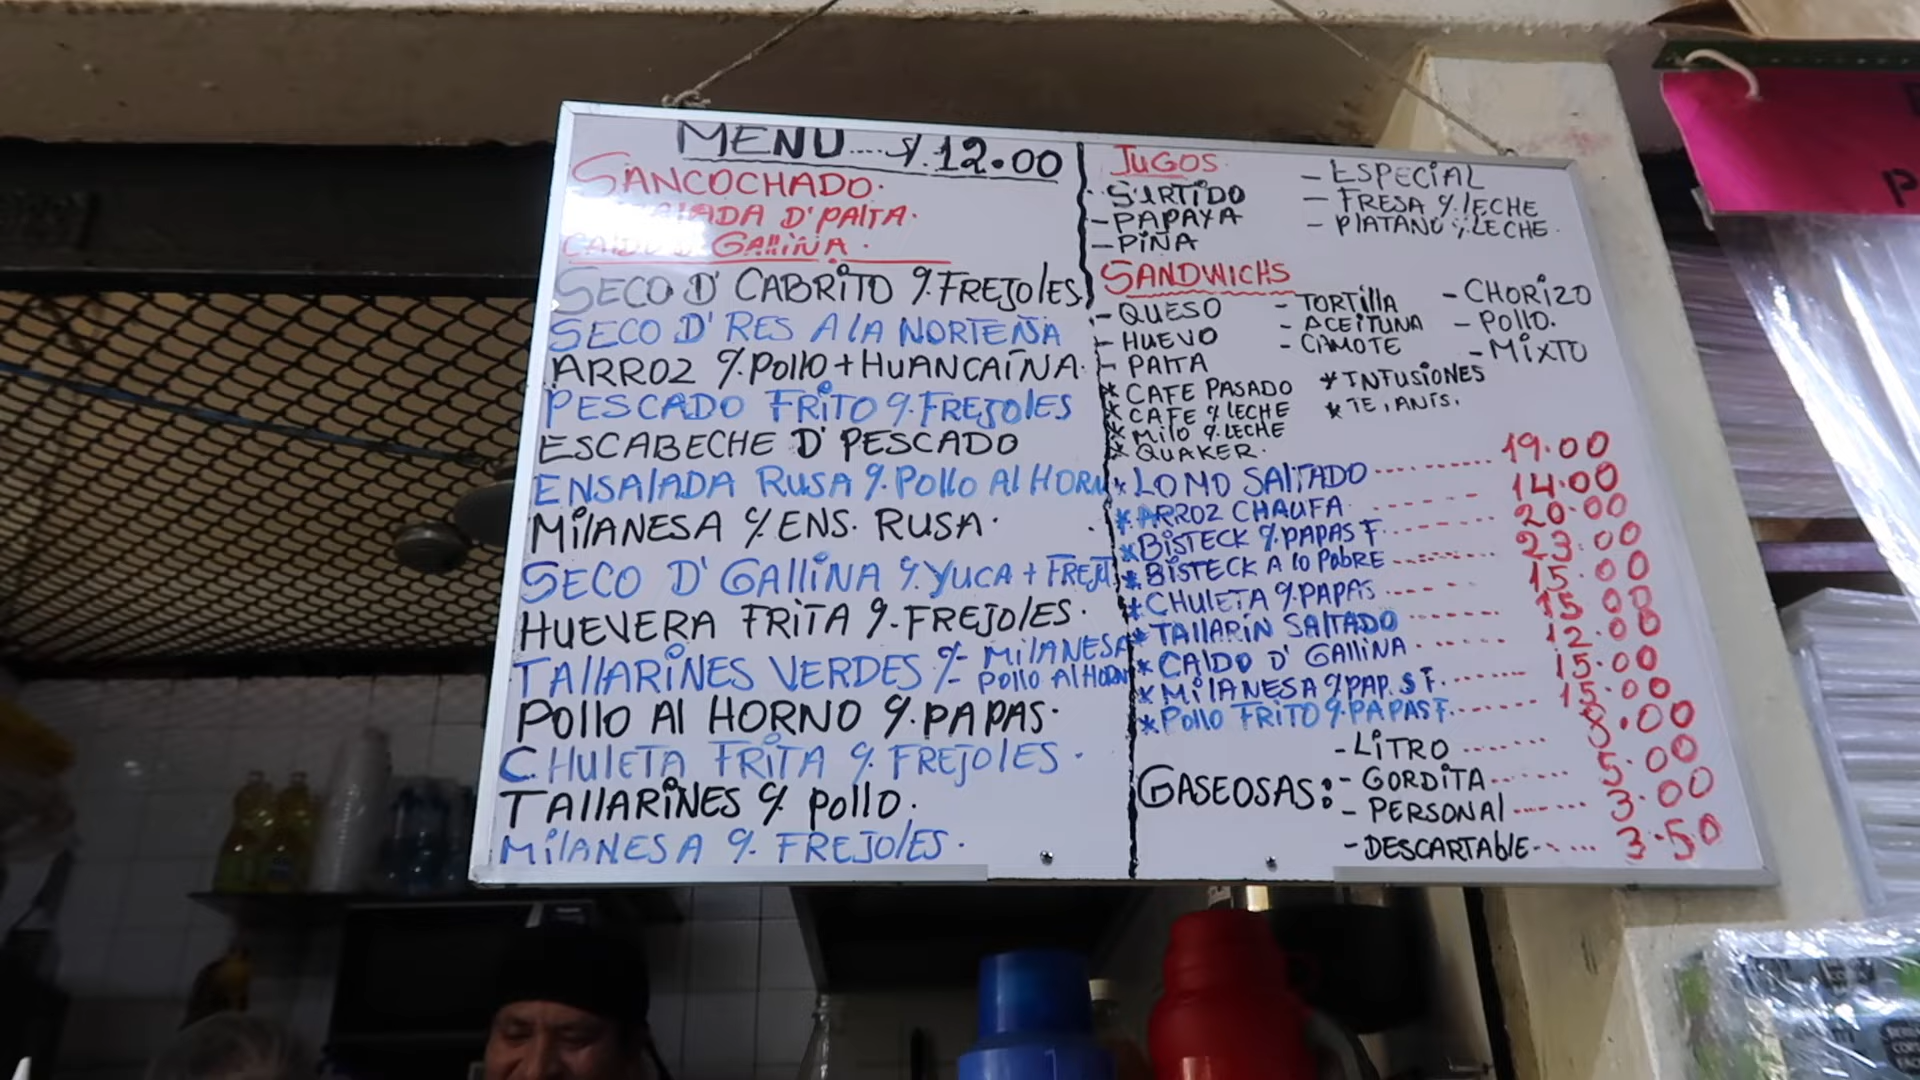 MENU.... S/. 12.00
SANCOCHADO.
D' PALTA.
CALDO D' GALLINA.
SECO D' CABRITO %. FREJOLES.
SECO D' RES A LA NORTEÑA
ARROZ %. POLLO + HUANCAÍNA.
PESCADO FRITO %. FREJOLES
ESCABECHE D' PESCADO
ENSALADA RUSA %. POLLO AL HORN
MILANESA % ENS. RUSA.
SECO D' GALLINA %. YUCA + FREJ
HUEVERA FRITA %. FREJOLES.
TALLARINES VERDES %- MILANESA
- POLLO AL HORN
POLLO AL HORNO %. PAPAS.
CHULETA FRITA %. FREJOLES.
TALLARINES % POLLO.
MILANESA %. FREJOLES.
JUGOS
- SURTIDO
- PAPAYA
- PIÑA
- ESPECIAL
- FRESA % LECHE
- PLATANO % LECHE.
SANDWICHS
- QUESO
- HUEVO
- PALTA
- TORTILLA
- ACEITUNA
- CAMOTE
- CHORIZO
- POLLO.
- MIXTO
* CAFE PASADO
* CAFE % LECHE
* MILO %. LECHE
* QUAKER.
* INFUSIONES
* TE, ANIS.
* LOMO SALTADO.......... 19.00
* ARROZ CHAUFA...... 14.00
* BISTECK %. PAPAS F....... 20.00
* BISTECK A LO POBRE....... 23.00
* CHULETA %. PAPAS.... 15.00
* TALLARIN SALTADO...... 15.00
* CALDO D' GALLINA...... 12.00
* MILANESA % PAP. S F....... 15.00
* POLLO FRITO %. PAPAS F....... 15.00
GASEOSAS:
- LITRO ...... 8.00
- GORDITA...... 5.00
- PERSONAL...... 3.00
- DESCARTABLE..... 3.50